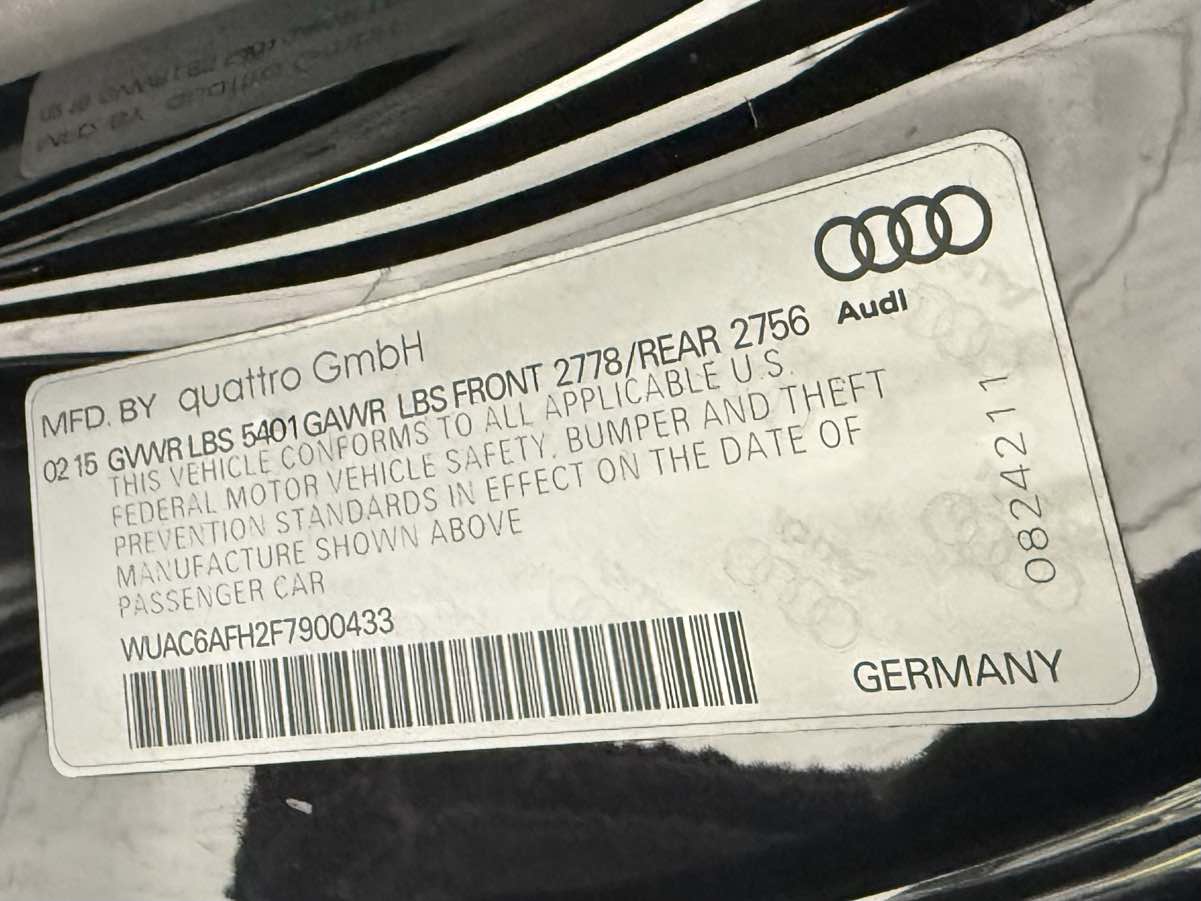 MFD. BY quattro GmbH
Audi
02 15 GVWR LBS 5401 GAWR LBS FRONT 2778/REAR 2756
THIS VEHICLE CONFORMS TO ALL APPLICABLE U.S.
FEDERAL MOTOR VEHICLE SAFETY, BUMPER AND THEFT
PREVENTION STANDARDS IN EFFECT ON THE DATE OF
MANUFACTURE SHOWN ABOVE
PASSENGER CAR
WUAC6AFH2F7900433
GERMANY
0824211